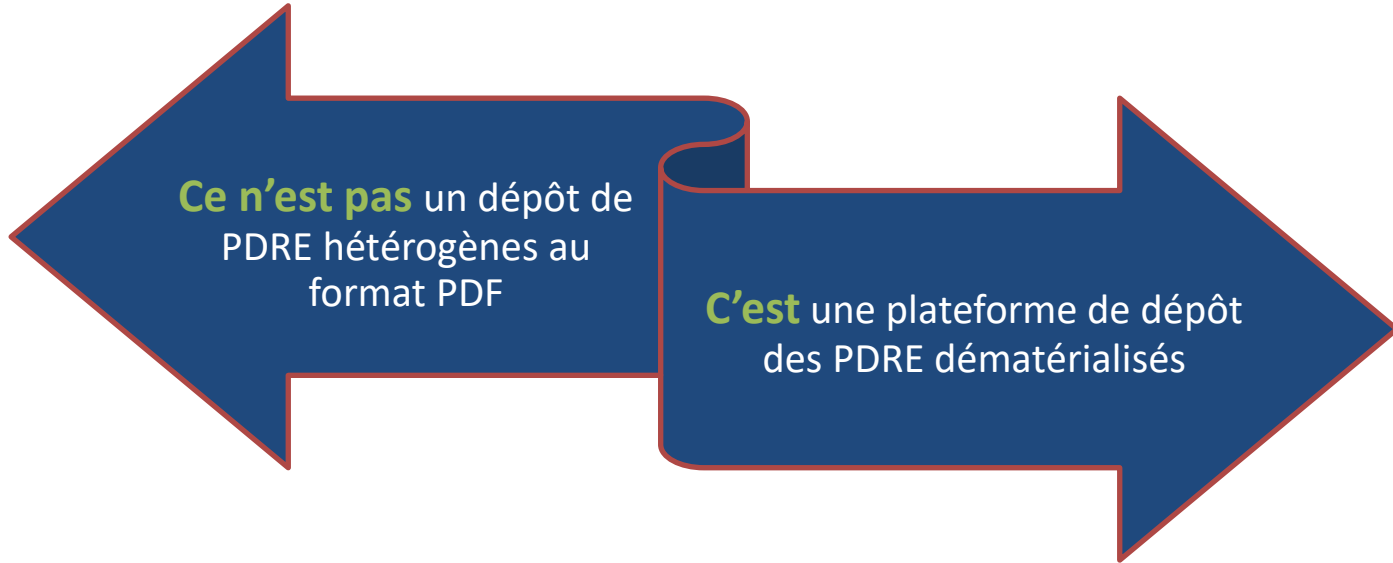 Ce n’est pas un dépôt de
PDRE hétérogènes au
format PDF
C’est une plateforme de dépôt
des PDRE dématérialisés